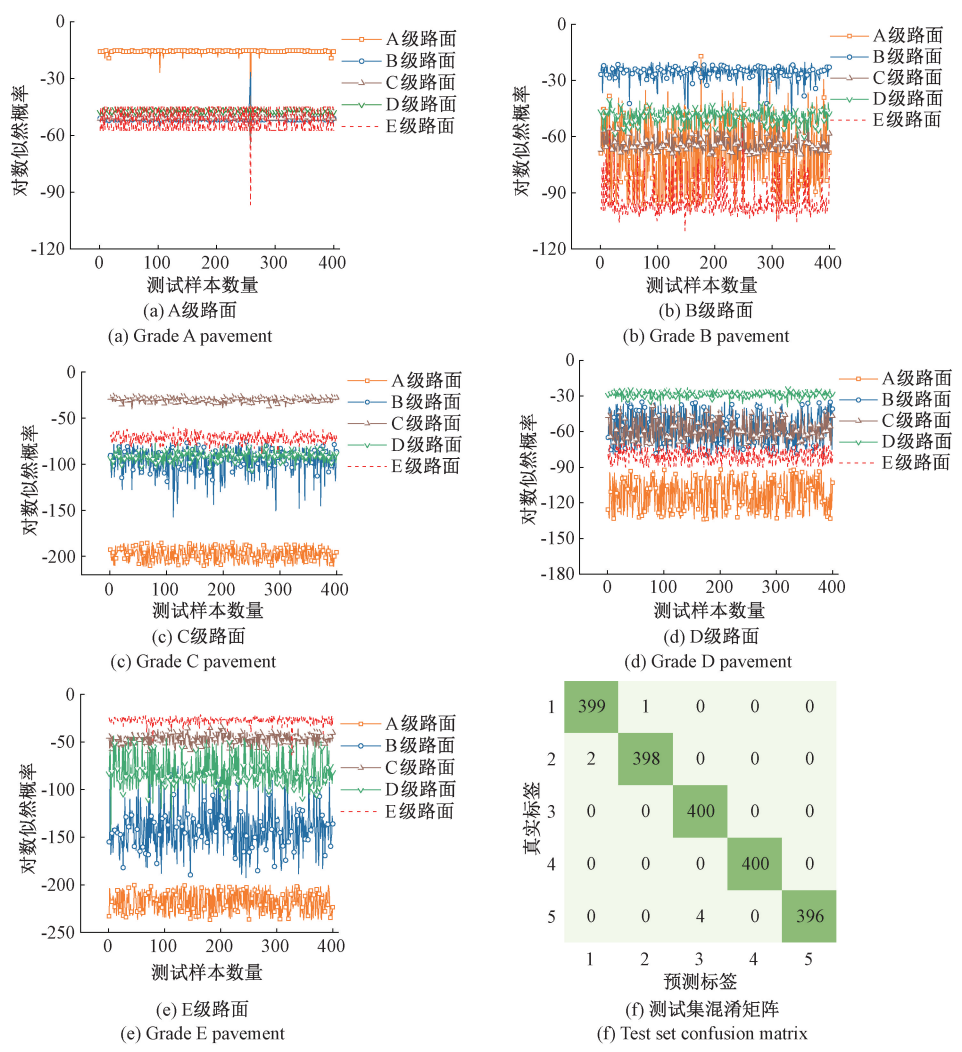 0
-30
-60
-90
-120
对数似然概率
0 100 200 300 400
测试样本数量
A级路面
B级路面
C级路面
D级路面
E级路面
(a) A级路面
(a) Grade A pavement
0
-30
-60
-90
-120
对数似然概率
0 100 200 300 400
测试样本数量
A级路面
B级路面
C级路面
D级路面
E级路面
(b) B级路面
(b) Grade B pavement
0
-50
-100
-150
-200
对数似然概率
0 100 200 300 400
测试样本数量
A级路面
B级路面
C级路面
D级路面
E级路面
(c) C级路面
(c) Grade C pavement
0
-30
-60
-90
-120
-150
-180
对数似然概率
0 100 200 300 400
测试样本数量
A级路面
B级路面
C级路面
D级路面
E级路面
(d) D级路面
(d) Grade D pavement
0
-50
-100
-150
-200
-250
对数似然概率
0 100 200 300 400
测试样本数量
A级路面
B级路面
C级路面
D级路面
E级路面
(e) E级路面
(e) Grade E pavement
真实标签
1 399 1 0 0 0
2 2 398 0 0 0
3 0 0 400 0 0
4 0 0 0 400 0
5 0 0 4 0 396
1 2 3 4 5
预测标签
(f) 测试集混淆矩阵
(f) Test set confusion matrix